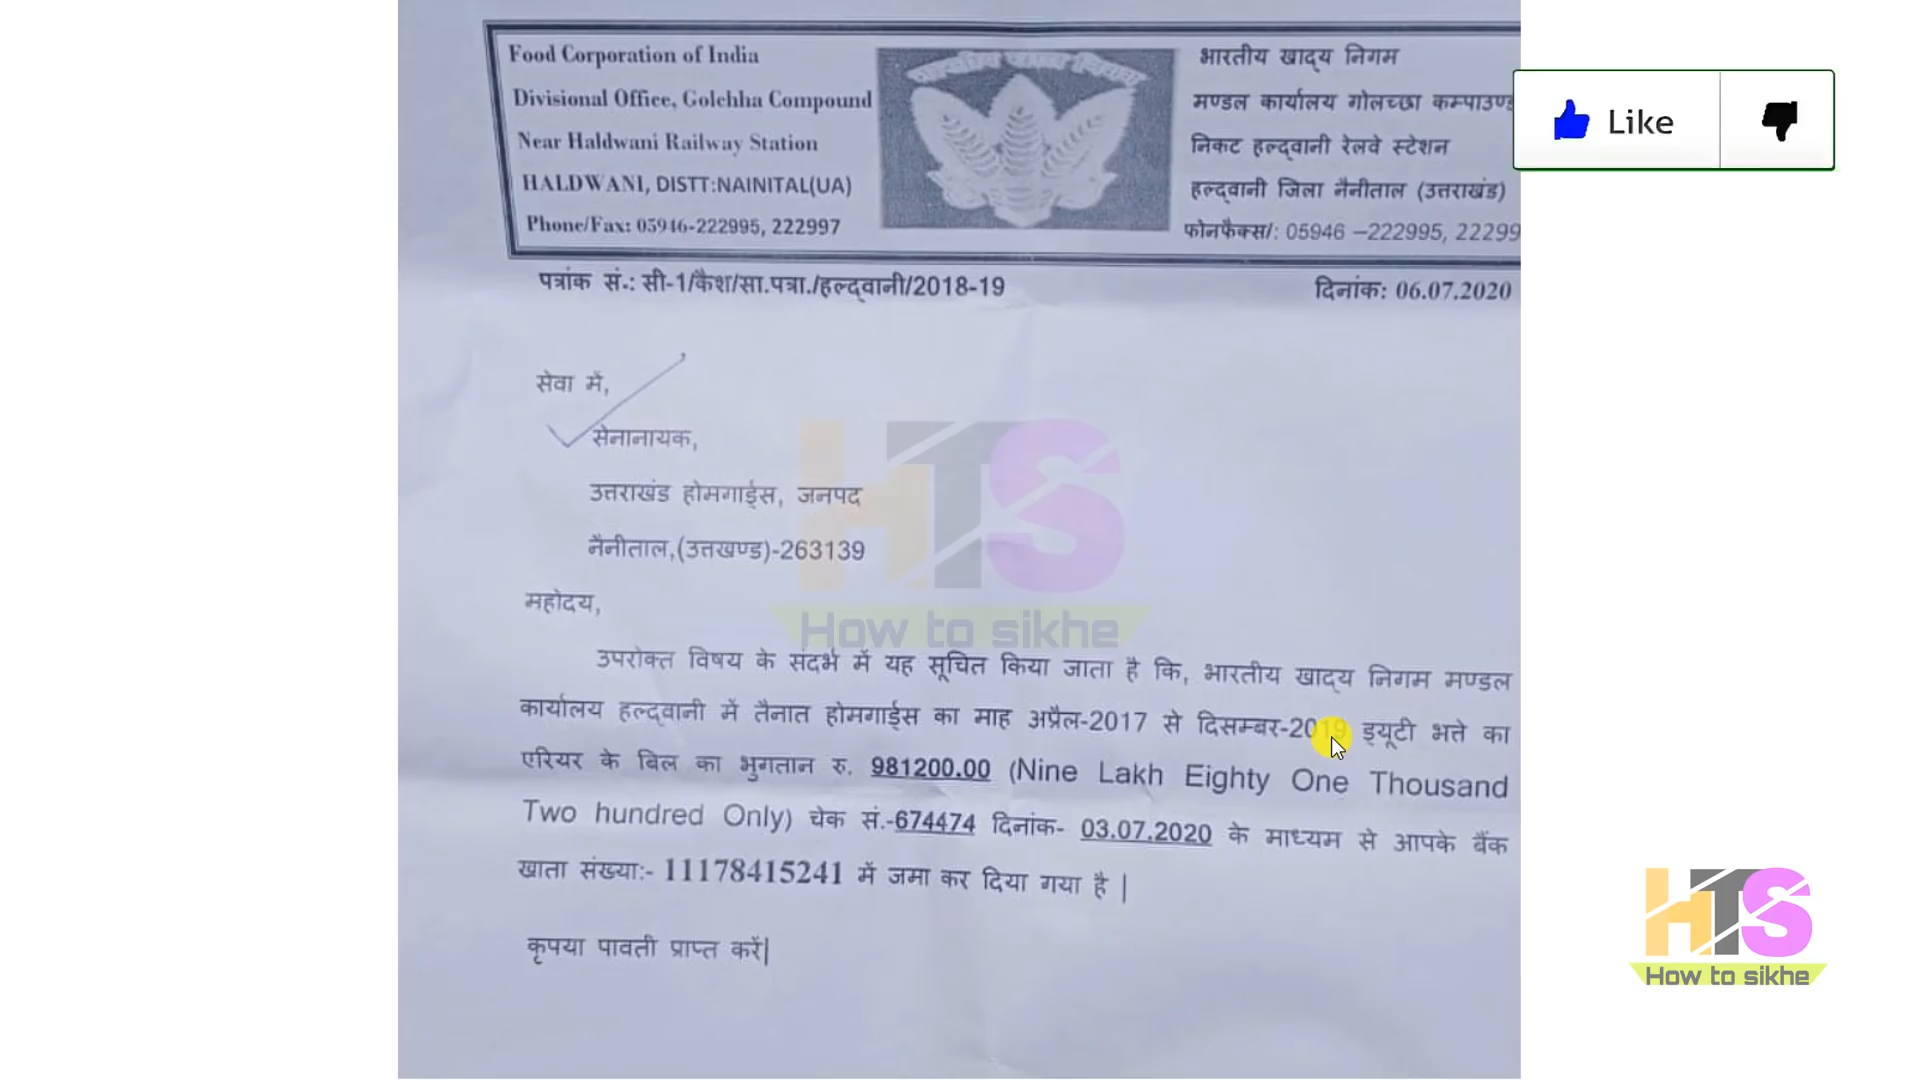 Food Corporation of India
Divisional Office, Golchha Compound
Near Haldwani Railway Station
HALDWANI, DISTT:NAINITAL(UA)
Phone/Fax: 05946-222995, 222997
भारतीय खाद्य निगम
मण्डल कार्यालय गोलच्छा कम्पाउण्ड
निकट हल्द्वानी रेलवे स्टेशन
हल्द्वानी जिला नैनीताल (उत्तराखंड)
फोनफैक्स/: 05946 –222995, 22299
Like
पत्रांक सं.: सी-1/कैश/सा.पत्रा./हल्द्वानी/2018-19
दिनांक: 06.07.2020
सेवा में,
सेनानायक,
उत्तराखंड होमगार्ड्स, जनपद
नैनीताल,(उत्तखण्ड)-263139
महोदय,
HTS
How to sikhe
उपरोक्त विषय के संदर्भ में यह सूचित किया जाता है कि, भारतीय खाद्य निगम मण्डल
कार्यालय हल्द्वानी में तैनात होमगार्ड्स का माह अप्रैल-2017 से दिसम्बर-2019 ड्यूटी भत्ते का
एरियर के बिल का भुगतान रु. 981200.00 (Nine Lakh Eighty One Thousand
Two hundred Only) चेक सं.-674474 दिनांक- 03.07.2020 के माध्यम से आपके बैंक
खाता संख्या:- 11178415241 में जमा कर दिया गया है |
कृपया पावती प्राप्त करें|
HTS
How to sikhe